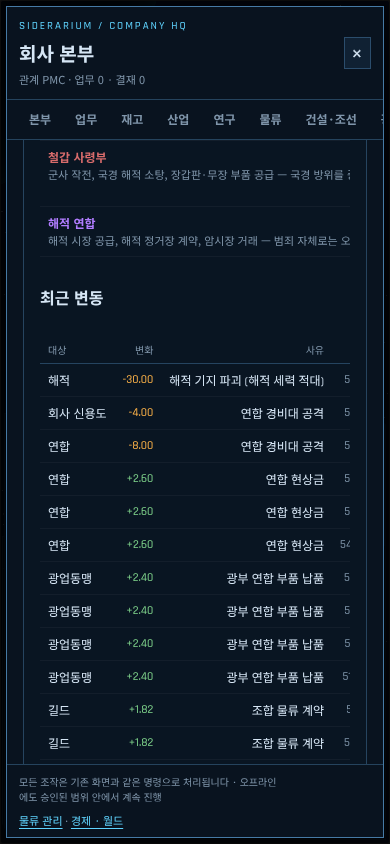 SIDERARIUM / COMPANY HQ
회사 본부
관계 PMC · 업무 0 · 결재 0
×
본부 업무 재고 산업 연구 물류 건설·조선
철갑 사령부
군사 작전, 국경 해적 소탕, 장갑판·무장 부품 공급 — 국경 방위를
해적 연합
해적 시장 공급, 해적 정거장 계약, 암시장 거래 — 범죄 자체로는 오
최근 변동
대상 변화 사유
해적 -30.00 해적 기지 파괴 (해적 세력 적대) 5
회사 신용도 -4.00 연합 경비대 공격 5
연합 -8.00 연합 경비대 공격 5
연합 +2.60 연합 현상금 5
연합 +2.60 연합 현상금 5
연합 +2.60 연합 현상금 54
광업동맹 +2.40 광부 연합 부품 납품 5
광업동맹 +2.40 광부 연합 부품 납품 5
광업동맹 +2.40 광부 연합 부품 납품 5
광업동맹 +2.40 광부 연합 부품 납품 5
길드 +1.82 조합 물류 계약
길드 +1.82 조합 물류 계약 5
모든 조작은 기존 화면과 같은 명령으로 처리됩니다 · 오프라인
에도 승인된 범위 안에서 계속 진행
물류 관리 · 경제 · 월드